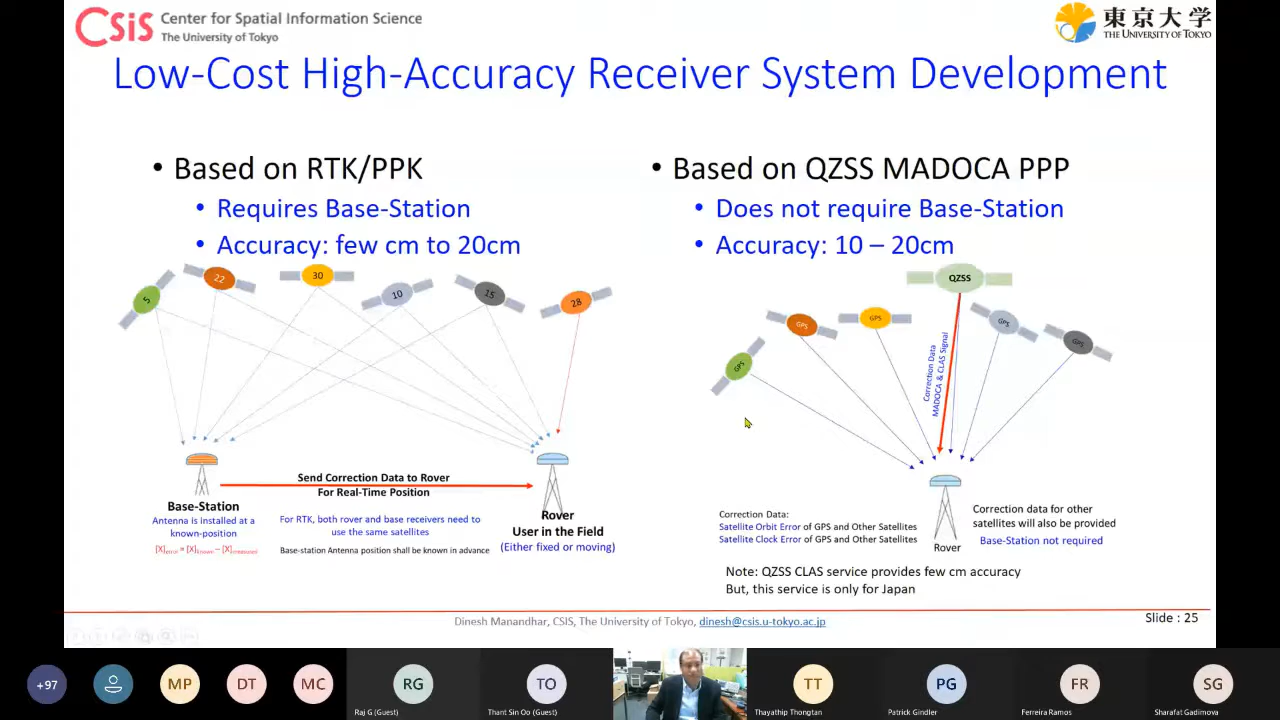 CSiS Center for Spatial Information Science
The University of Tokyo
東京大学
THE UNIVERSITY OF TOKYO
Low-Cost High-Accuracy Receiver System Development
• Based on RTK/PPK
• Requires Base-Station
• Accuracy: few cm to 20cm
5
22
30
10
15
28
Send Correction Data to Rover
For Real-Time Position
Base-Station
Antenna is installed at a
known-position
[X]error = [X]known – [X]measured
For RTK, both rover and base receivers need to
use the same satellites
Base-station Antenna position shall be known in advance
Rover
User in the Field
(Either fixed or moving)
• Based on QZSS MADOCA PPP
• Does not require Base-Station
• Accuracy: 10 – 20cm
QZSS
GPS
GPS
GPS
GPS
GPS
Correction Data
MADOCA & CLAS Signal
Correction Data:
Satellite Orbit Error of GPS and Other Satellites
Satellite Clock Error of GPS and Other Satellites
Rover
Correction data for other
satellites will also be provided
Base-Station not required
Note: QZSS CLAS service provides few cm accuracy
But, this service is only for Japan
Dinesh Manandhar, CSIS, The University of Tokyo, dinesh@csis.u-tokyo.ac.jp
Slide : 25
+97
MP
DT
MC
RG
Raj G (Guest)
TO
Thant Sin Oo (Guest)
TT
Thayathip Thongtan
PG
Patrick Gindler
FR
Ferreira Ramos
SG
Sharafat Gadimova